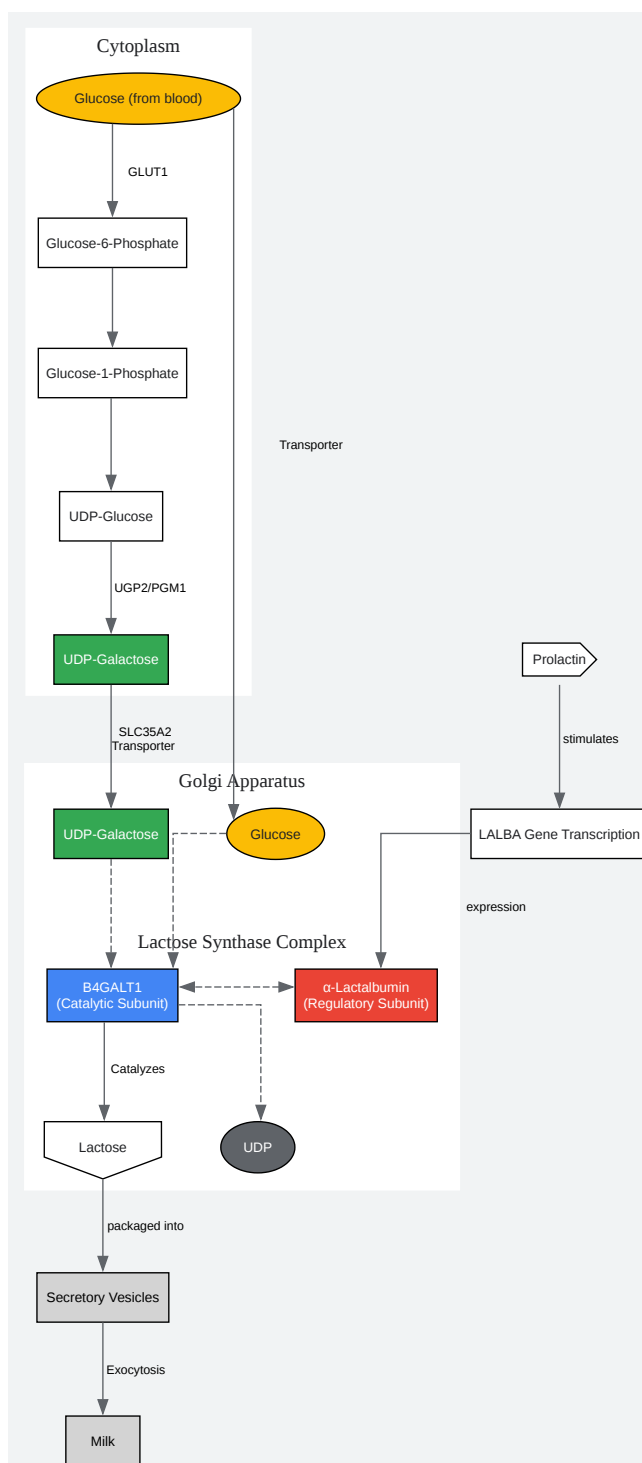 Cytoplasm
Glucose (from blood)
GLUT1
Glucose-6-Phosphate
Glucose-1-Phosphate
Transporter
UDP-Glucose
UGP2/PGM1
UDP-Galactose
Prolactin
SLC35A2
Transporter
stimulates
Golgi Apparatus
UDP-Galactose
Glucose
LALBA Gene Transcription
expression
Lactose Synthase Complex
B4GALT1
(Catalytic Subunit)
α-Lactalbumin
(Regulatory Subunit)
Catalyzes
Lactose
UDP
packaged into
Secretory Vesicles
Exocytosis
Milk